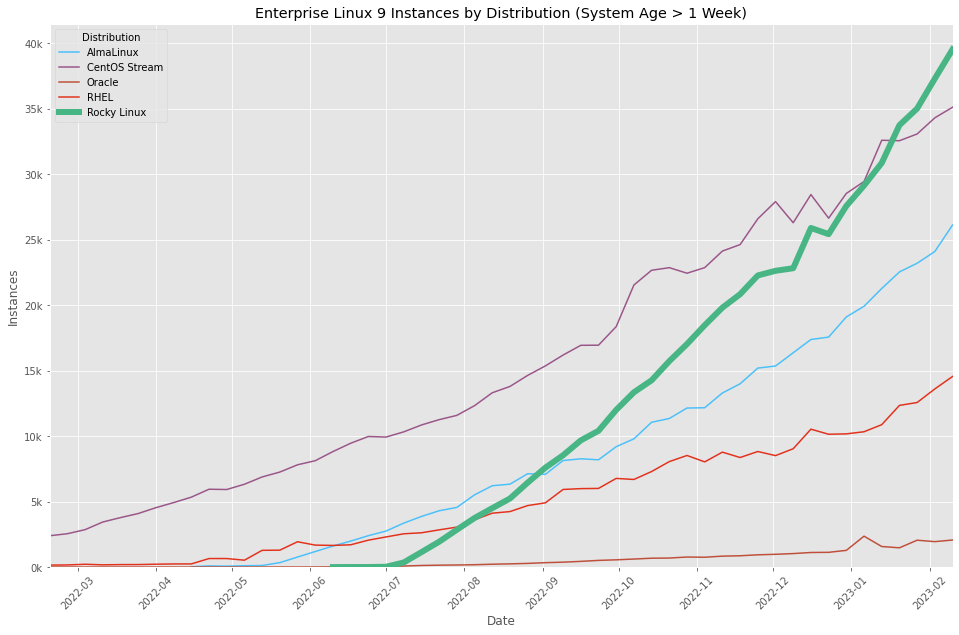 Enterprise Linux 9 Instances by Distribution (System Age > 1 Week)
Distribution
AlmaLinux
CentOS Stream
Oracle
RHEL
Rocky Linux
40k
35k
30k
25k
20k
15k
10k
5k
0k
Instances
2022-03
2022-04
2022-05
2022-06
2022-07
2022-08
2022-09
2022-10
2022-11
2022-12
2023-01
2023-02
Date